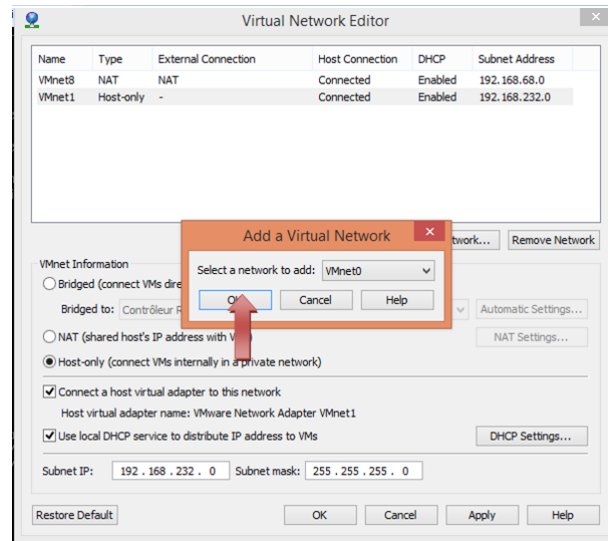 Virtual Network Editor
Name Type External Connection Host Connection DHCP Subnet Address
VMnet8 NAT NAT Connected Enabled 192.168.68.0
VMnet1 Host-only - Connected Enabled 192.168.232.0
Add a Virtual Network
Select a network to add: VMnet0
Cancel Help
Remove Network
VMnet Information
Bridged (connect VMs
Bridged to: Contrôleur Automatic Settings...
NAT (shared host's IP address with NAT Settings...
Host-only (connect VMs internally in a private network)
Connect a host virtual adapter to this network
Host virtual adapter name: VMware Network Adapter VMnet1
Use local DHCP service to distribute IP address to VMs DHCP Settings...
Subnet IP: 192 . 168 . 232 . 0 Subnet mask: 255 . 255 . 255 . 0
Restore Default OK Cancel Apply Help